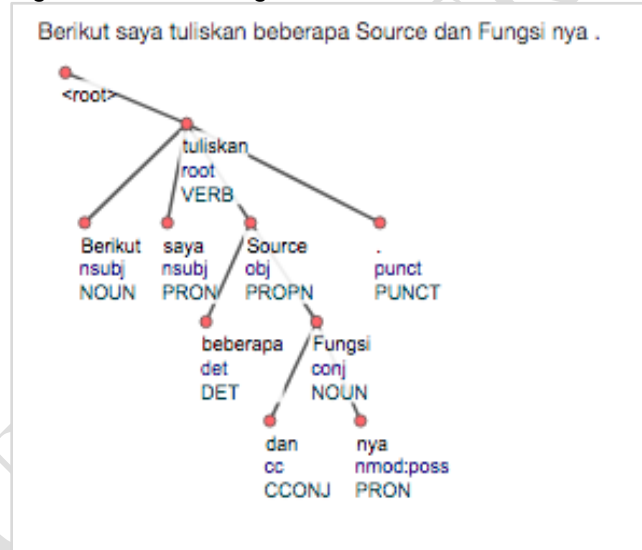 Berikut saya tuliskan beberapa Source dan Fungsi nya .
<root>
tuliskan
root
VERB
Berikut saya Source .
nsubj nsubj obj punct
NOUN PRON PROPN PUNCT
beberapa Fungsi
det conj
DET NOUN
dan nya
cc nmod:poss
CCONJ PRON